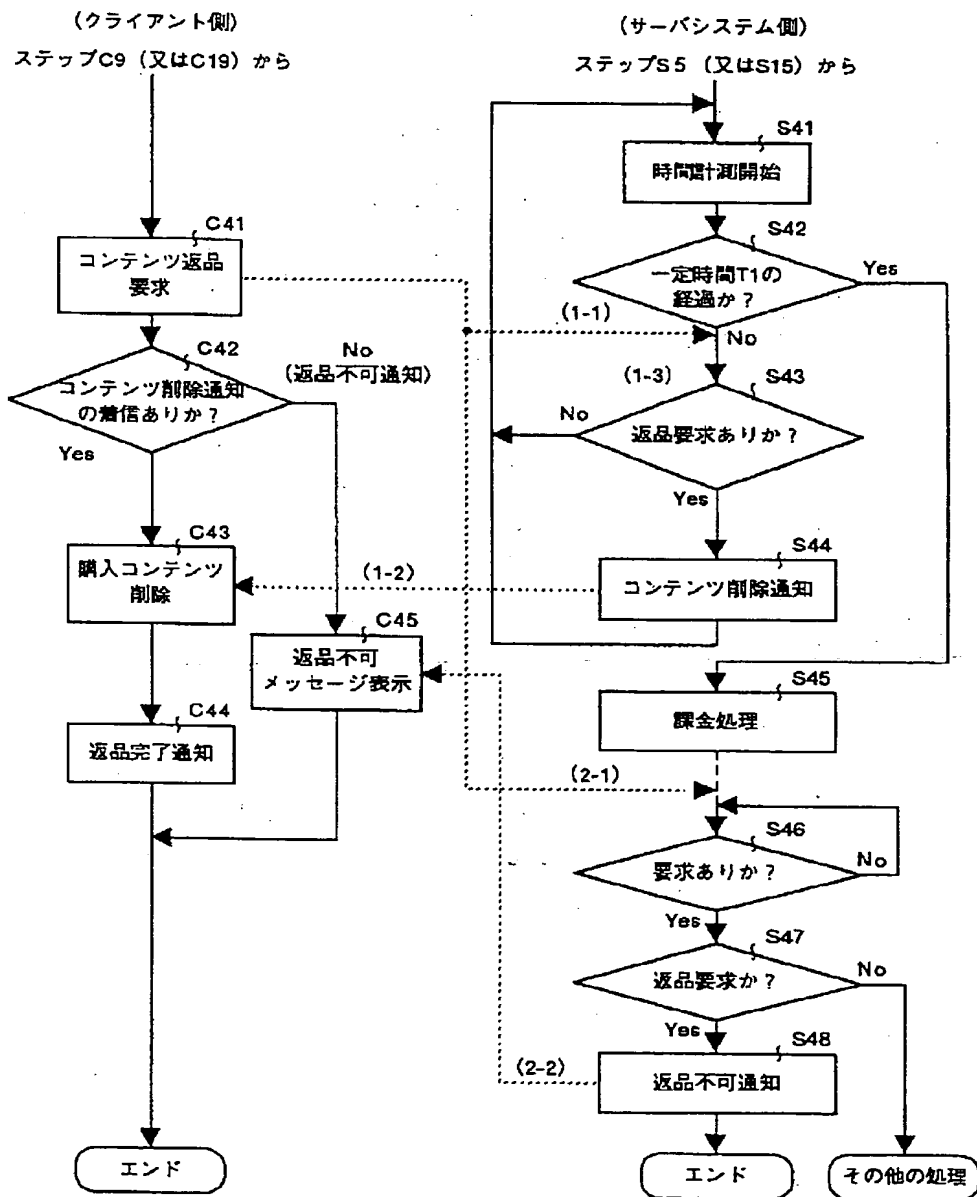 (クライアント側)
ステップC9 (又はC19) から
C41
コンテンツ返品
要求
C42
コンテンツ削除通知
の着信ありか?
No
(返品不可通知)
Yes
C43
購入コンテンツ
削除
C45
返品不可
メッセージ表示
C44
返品完了通知
エンド
(サーバシステム側)
ステップS5 (又はS15) から
S41
時間計測開始
S42
一定時間T1の
経過か?
Yes
(1-1)
No
(1-3)
S43
返品要求ありか?
No
Yes
S44
コンテンツ削除通知
(1-2)
S45
課金処理
(2-1)
S46
要求ありか?
No
Yes
S47
返品要求か?
No
Yes
S48
返品不可通知
(2-2)
エンド
その他の処理